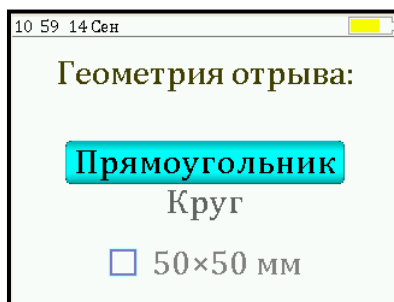 10 59 14 Сен
Геометрия отрыва:
Прямоугольник
Круг
50×50 мм